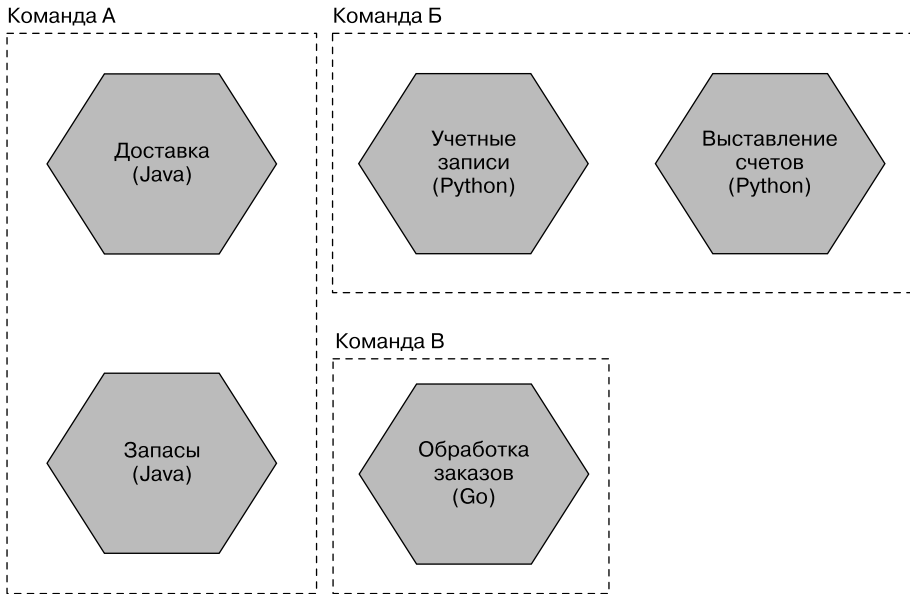 Команда А
Доставка
(Java)
Запасы
(Java)
Команда Б
Учетные
записи
(Python)
Выставление
счетов
(Python)
Команда В
Обработка
заказов
(Go)